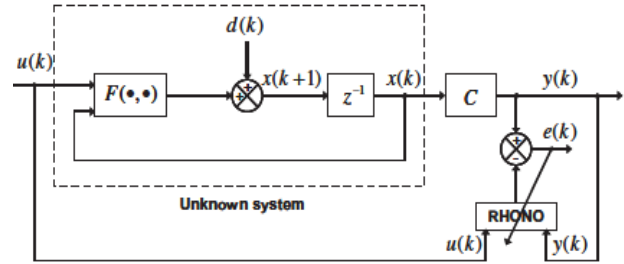 d(k)
u(k)
F(•,•)
+
+
x(k+1)
z⁻¹
x(k)
C
y(k)
+
-
e(k)
Unknown system
RHONO
u(k)
y(k)